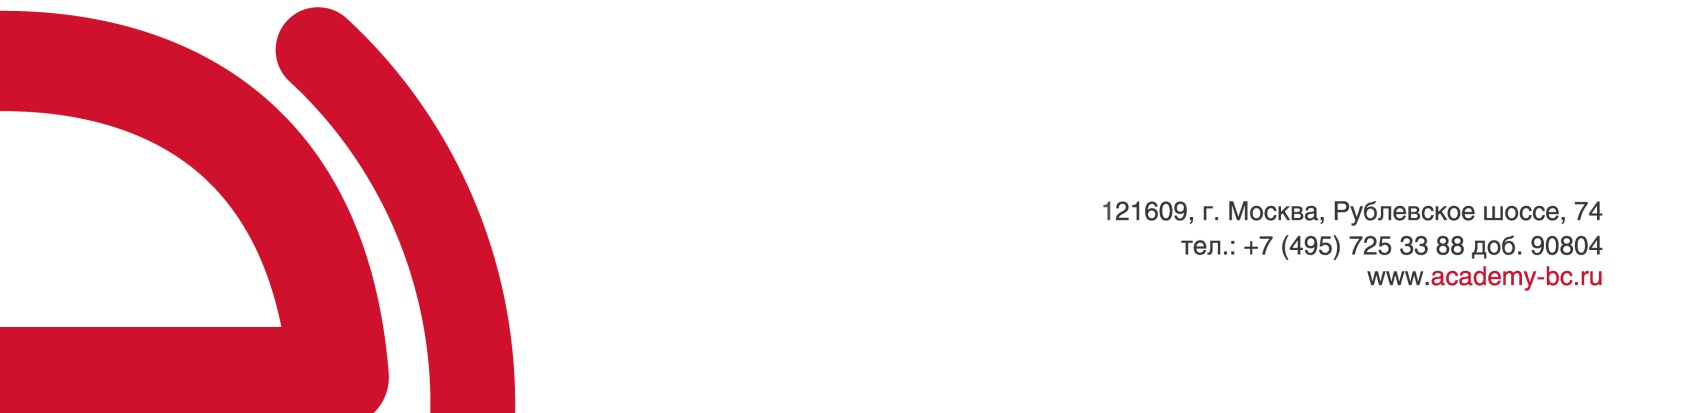 121609, г. Москва, Рублевское шоссе, 74
тел.: +7 (495) 725 33 88 доб. 90804
www.academy-bc.ru